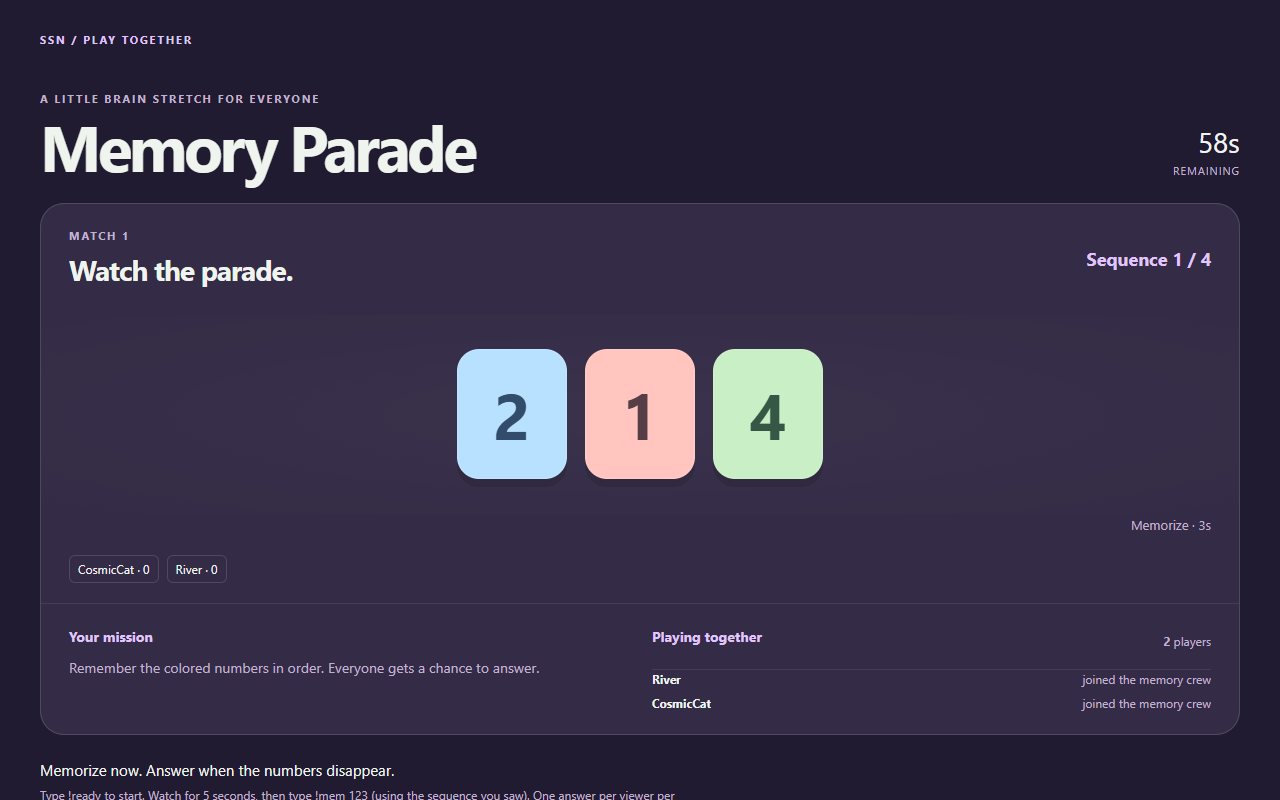 SSN / PLAY TOGETHER
A LITTLE BRAIN STRETCH FOR EVERYONE
Memory Parade
58s
REMAINING
MATCH 1
Watch the parade.
Sequence 1 / 4
2 1 4
Memorize · 3s
CosmicCat · 0 River · 0
Your mission
Remember the colored numbers in order. Everyone gets a chance to answer.
Playing together
2 players
River joined the memory crew
CosmicCat joined the memory crew
Memorize now. Answer when the numbers disappear.
Type !ready to start. Watch for 5 seconds, then type !mem 123 (using the sequence you saw). One answer per viewer per